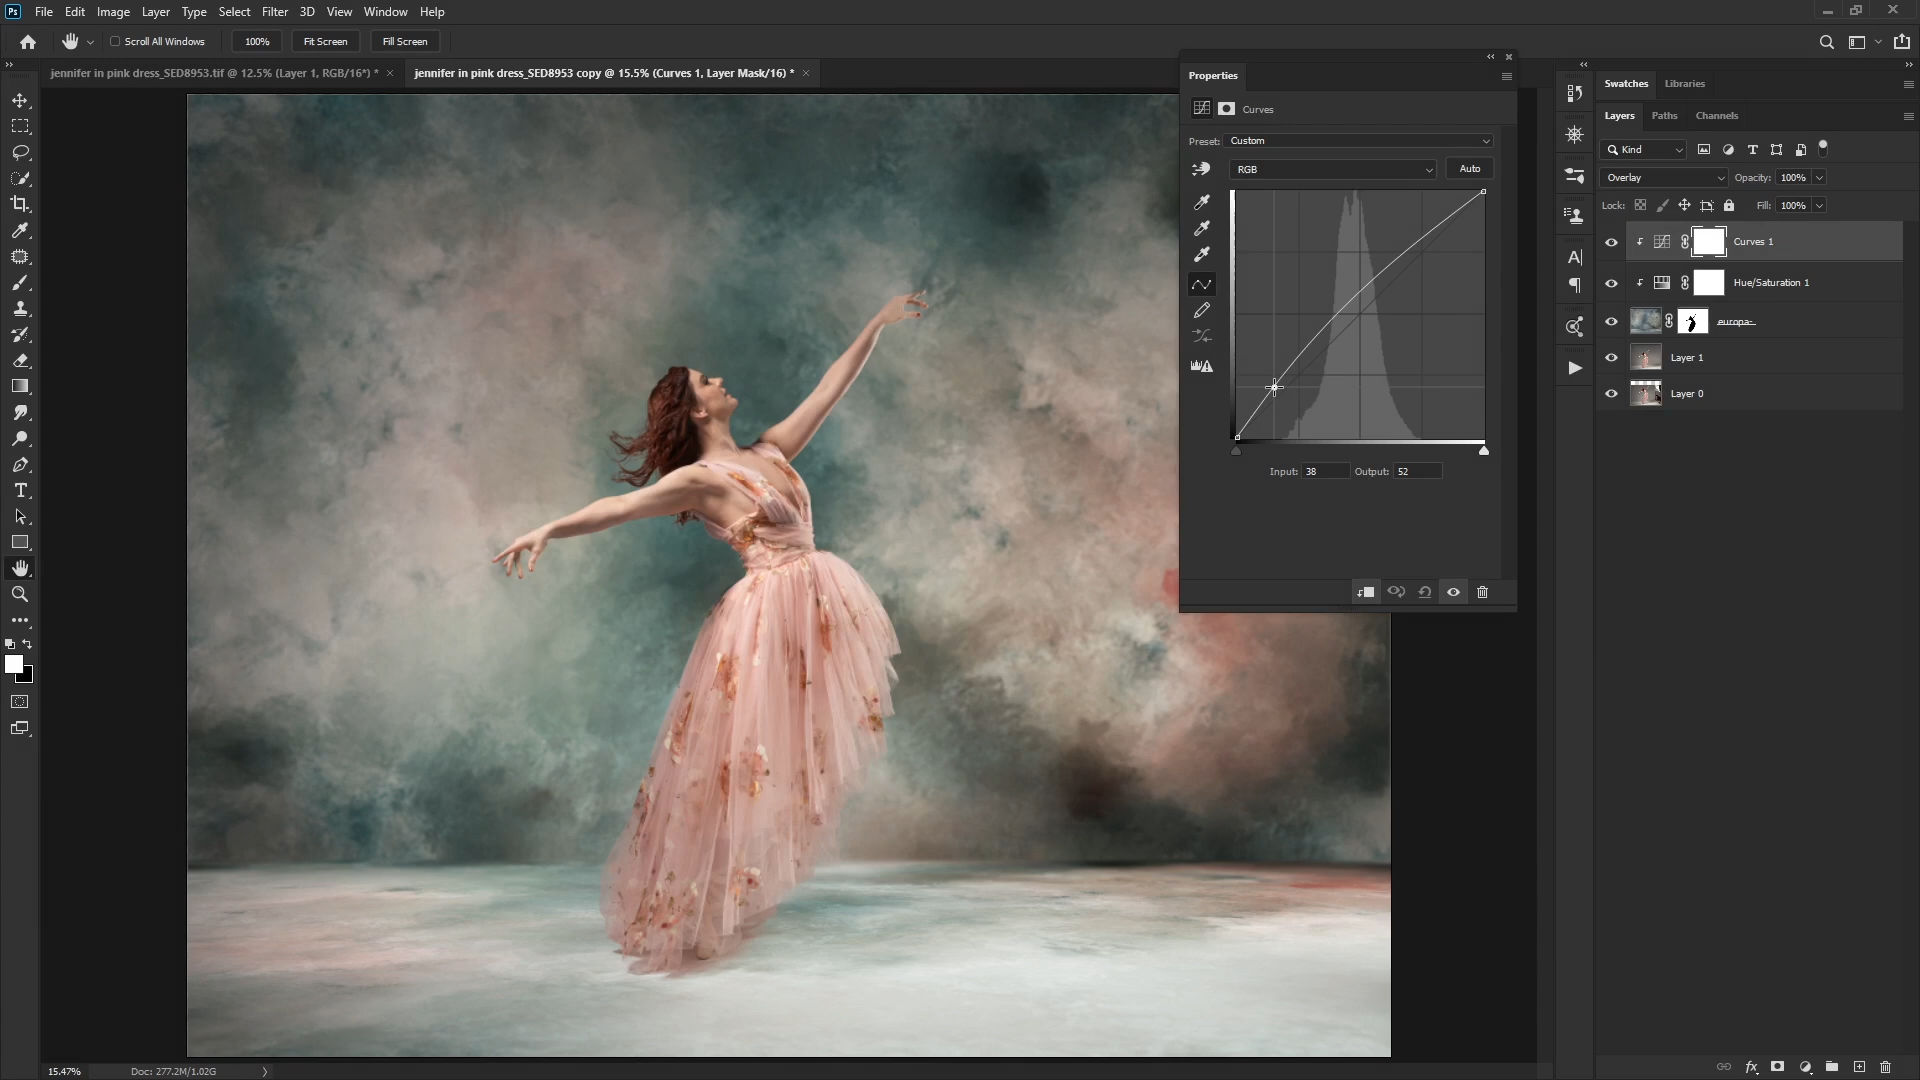 Ps File Edit Image Layer Type Select Filter 3D View Window Help
Scroll All Windows 100% Fit Screen Fill Screen
jennifer in pink dress_SED8953.tif @ 12.5% (Layer 1, RGB/16*) * × jennifer in pink dress_SED8953 copy @ 15.5% (Curves 1, Layer Mask/16) * ×
Properties
Curves
Preset: Custom
RGB Auto
Input: 38 Output: 52
Swatches Libraries
Layers Paths Channels
Kind
Overlay Opacity: 100%
Lock: Fill: 100%
Curves 1
Hue/Saturation 1
europa-
Layer 1
Layer 0
15.47% Doc: 277.2M/1.02G